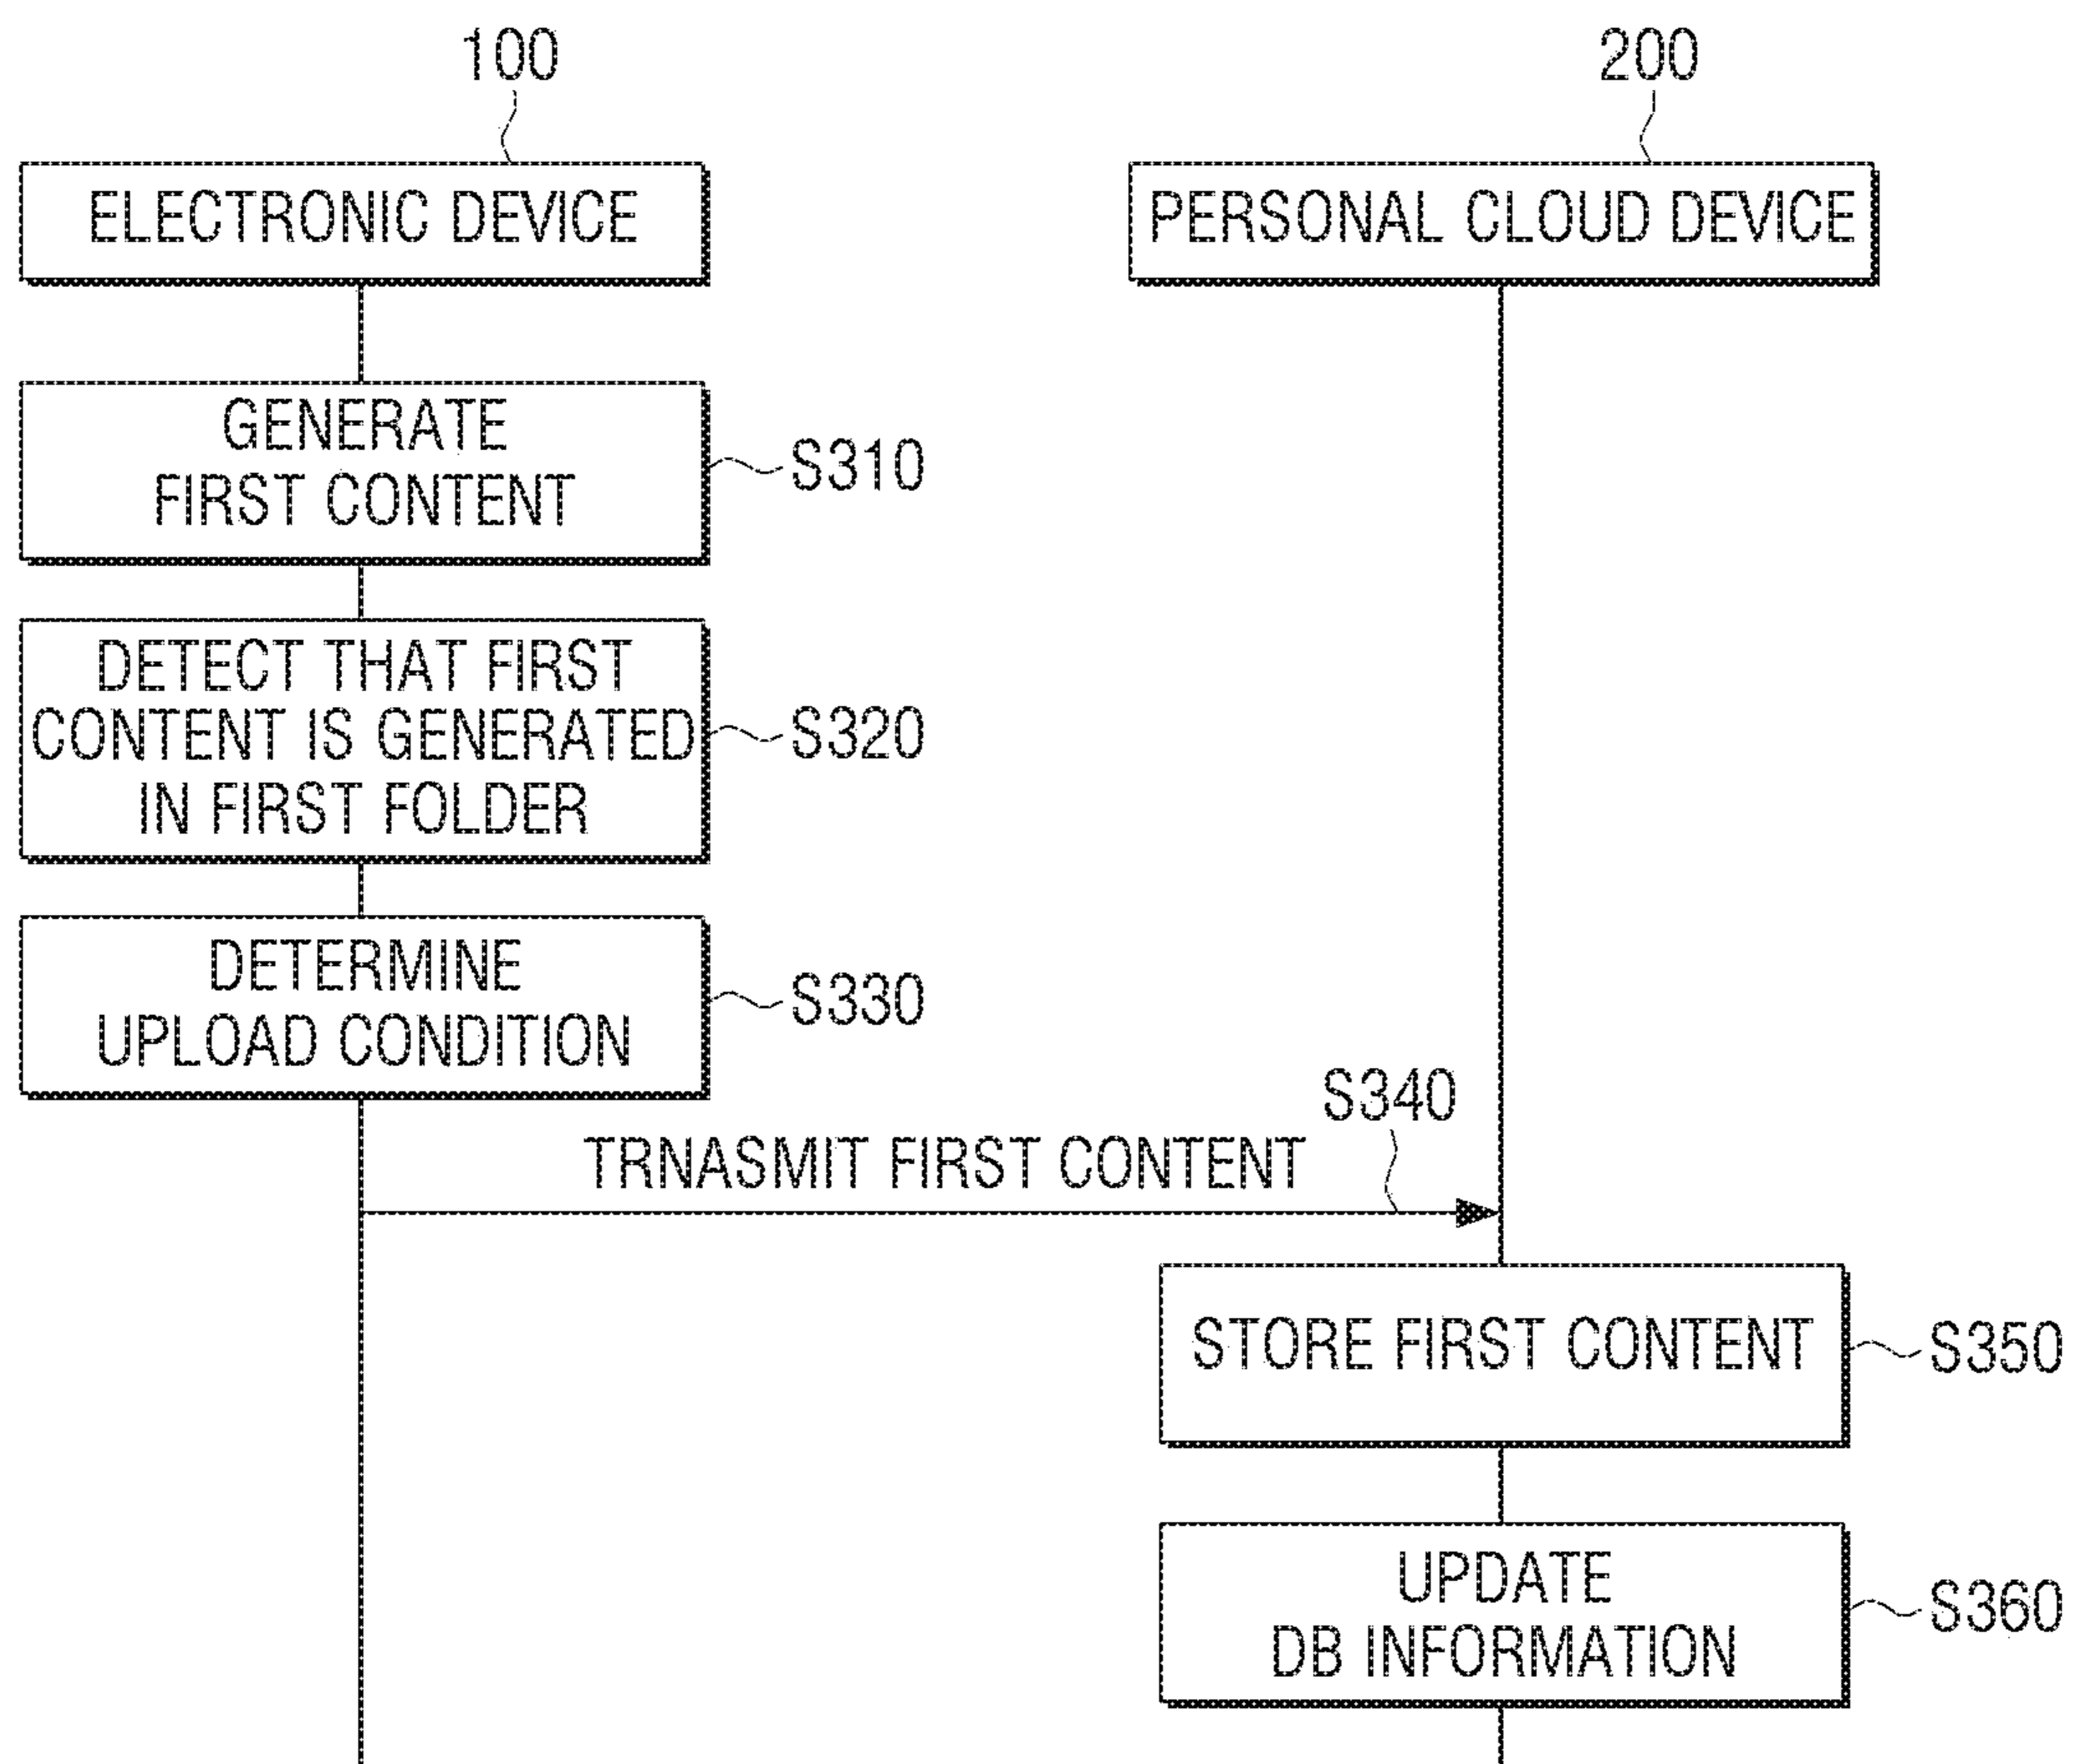 100
200
ELECTRONIC DEVICE
PERSONAL CLOUD DEVICE
GENERATE
FIRST CONTENT
S310
DETECT THAT FIRST
CONTENT IS GENERATED
IN FIRST FOLDER
S320
DETERMINE
UPLOAD CONDITION
S330
S340
TRNASMIT FIRST CONTENT
STORE FIRST CONTENT
S350
UPDATE
DB INFORMATION
S360